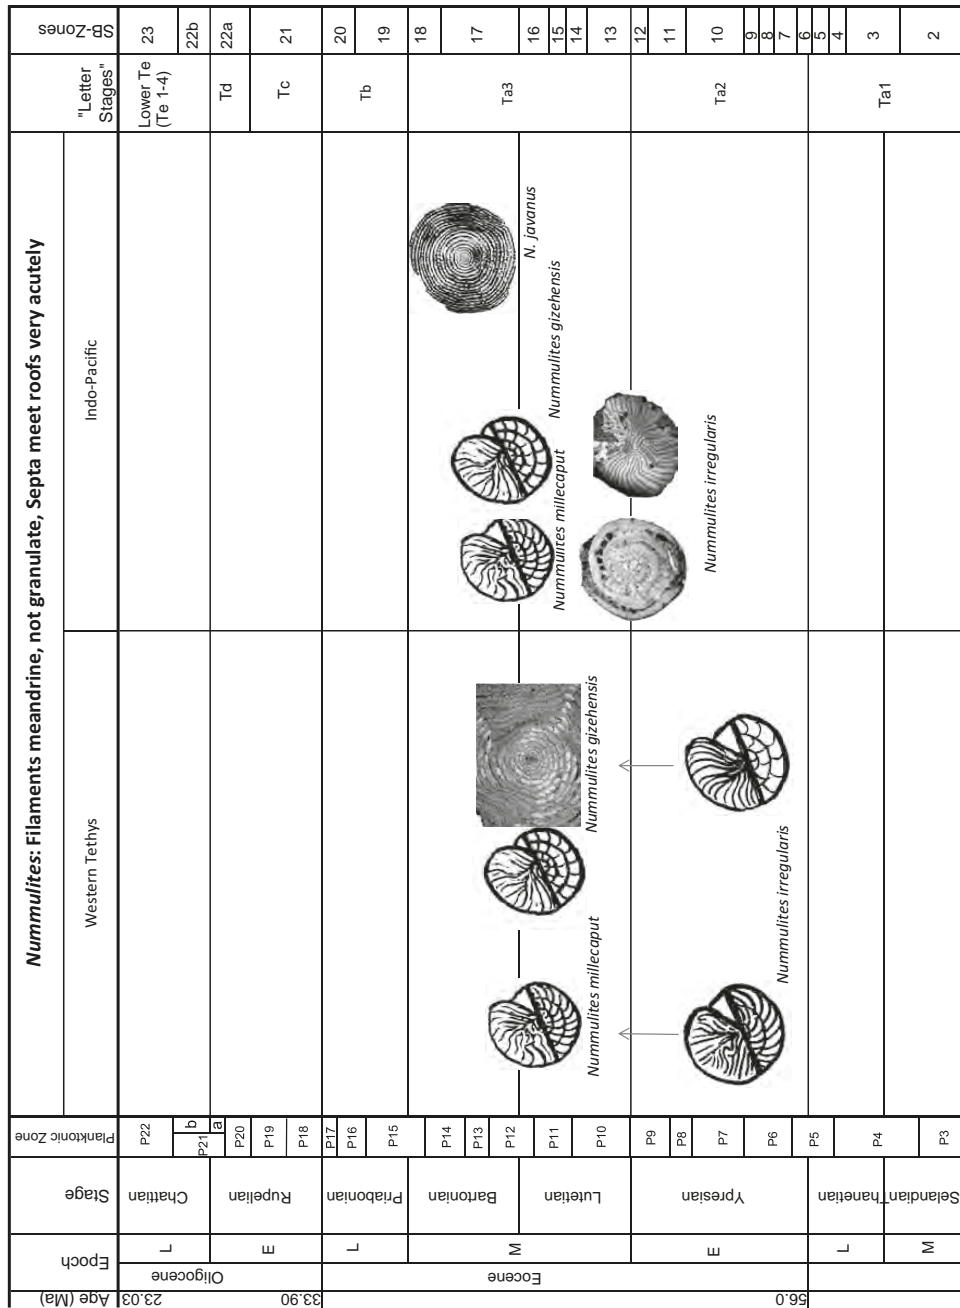 Nummulites: Filaments meandrine, not granulate, Septa meet roofs very acutely
Age (Ma)
Epoch
Stage
Planktonic Zone
Western Tethys
Indo-Pacific
"Letter
Stages"
SB-Zones
23.03
33.90
56.0
Oligocene
Eocene
L
E
L
M
E
L
M
Chattian
Rupelian
Priabonian
Bartonian
Lutetian
Ypresian
Thanetian
Selandian
P22
P21
b
a
P20
P19
P18
P17
P16
P15
P14
P13
P12
P11
P10
P9
P8
P7
P6
P5
P4
P3
Nummulites millecaput
Nummulites gizehensis
Nummulites irregularis
Nummulites millecaput
Nummulites gizehensis
N. javanus
Nummulites irregularis
Lower Te
(Te 1-4)
Td
Tc
Tb
Ta3
Ta2
Ta1
23
22b
22a
21
20
19
18
17
16
15
14
13
12
11
10
9
8
7
6
5
4
3
2